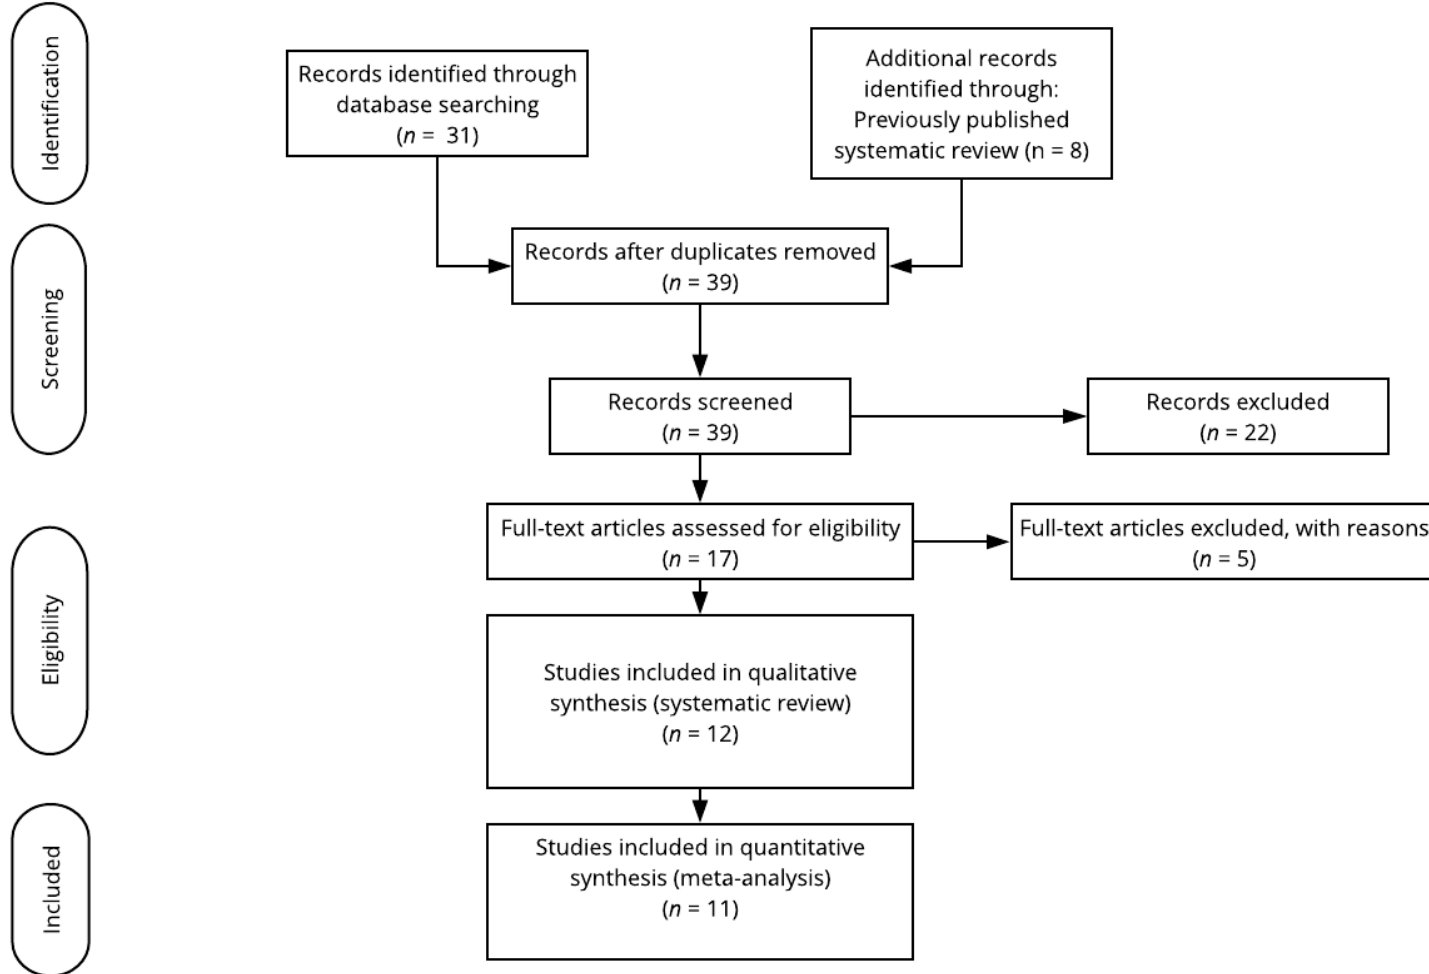 Identification
Records identified through
database searching
(n = 31)
Additional records
identified through:
Previously published
systematic review (n = 8)
Screening
Records after duplicates removed
(n = 39)
Records screened
(n = 39)
Records excluded
(n = 22)
Eligibility
Full-text articles assessed for eligibility
(n = 17)
Full-text articles excluded, with reasons
(n = 5)
Studies included in qualitative
synthesis (systematic review)
(n = 12)
Included
Studies included in quantitative
synthesis (meta-analysis)
(n = 11)